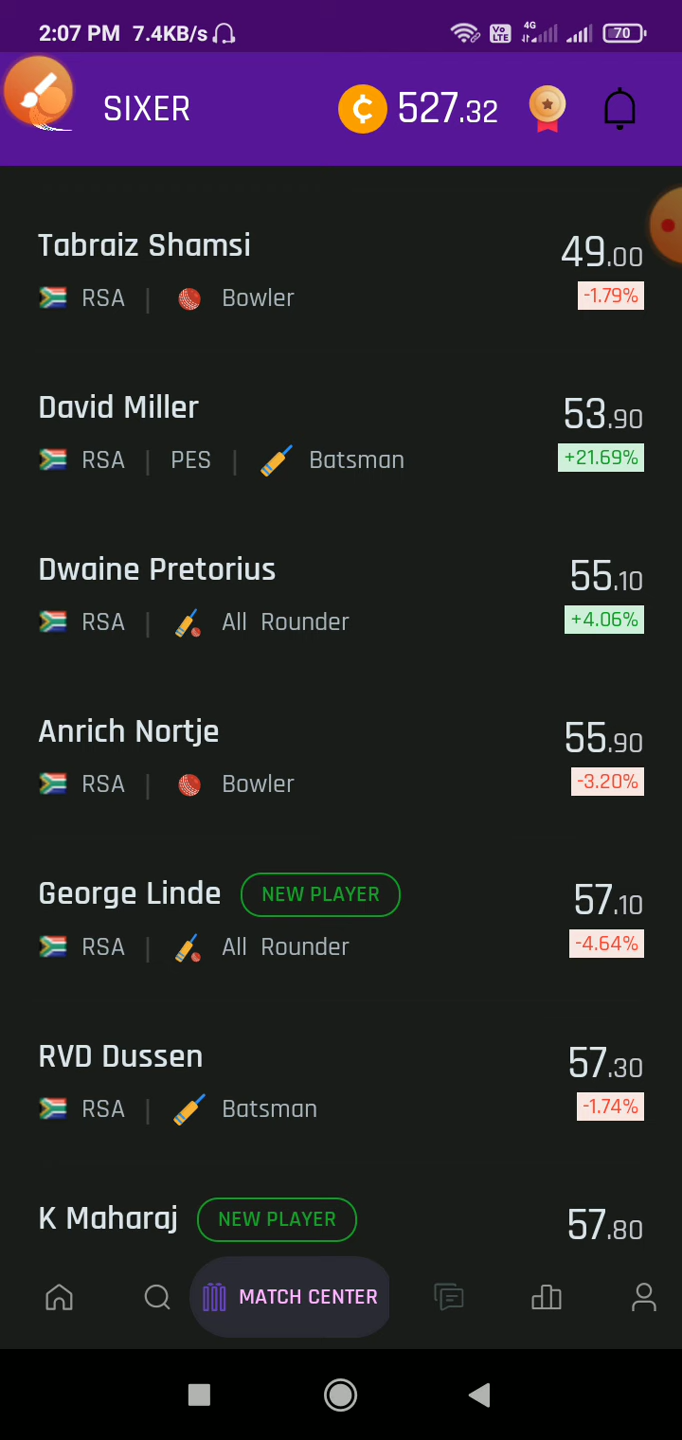 2:07 PM 7.4KB/s Vo LTE 4G 70
SIXER ¢ 527.32
Tabraiz Shamsi 49.00
RSA | Bowler -1.79%
David Miller 53.90
RSA | PES | Batsman +21.69%
Dwaine Pretorius 55.10
RSA | All Rounder +4.06%
Anrich Nortje 55.90
RSA | Bowler -3.20%
George Linde NEW PLAYER 57.10
RSA | All Rounder -4.64%
RVD Dussen 57.30
RSA | Batsman -1.74%
K Maharaj NEW PLAYER 57.80
MATCH CENTER